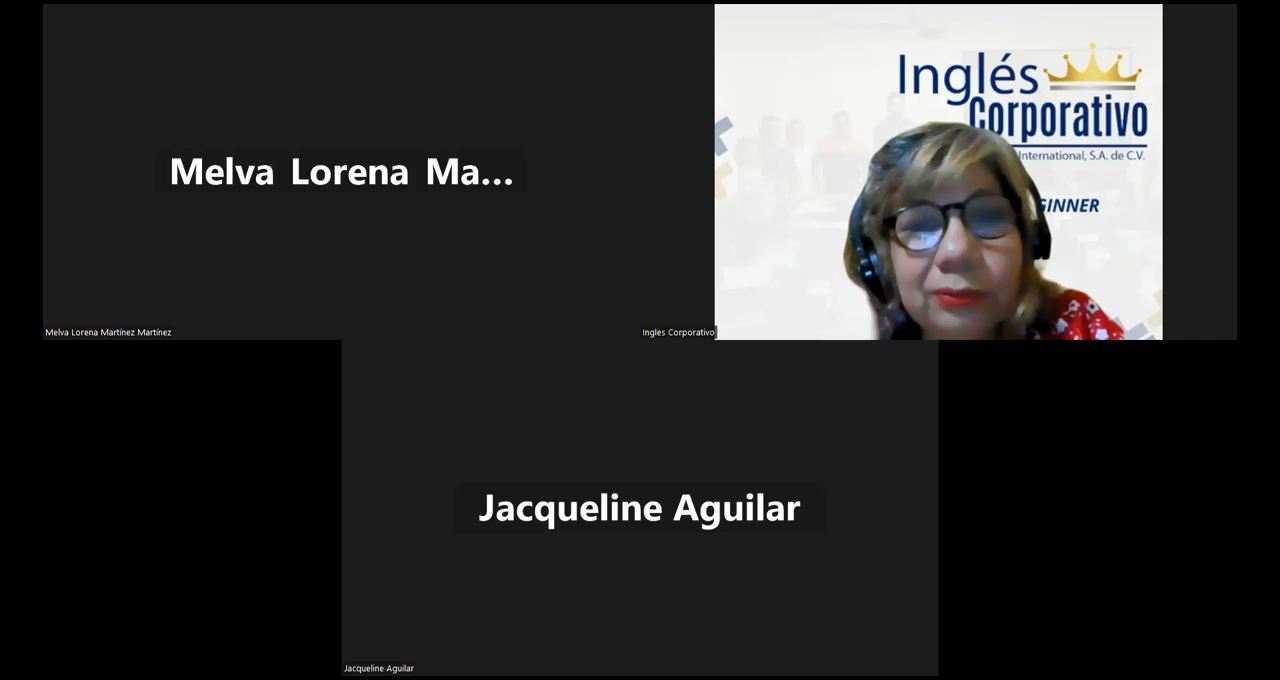 Melva Lorena Ma...
Melva Lorena Martínez Martínez
Inglés
Corporativo
International, S.A. de C.V.
GINNER
Ingles Corporativo
Jacqueline Aguilar
Jacqueline Aguilar